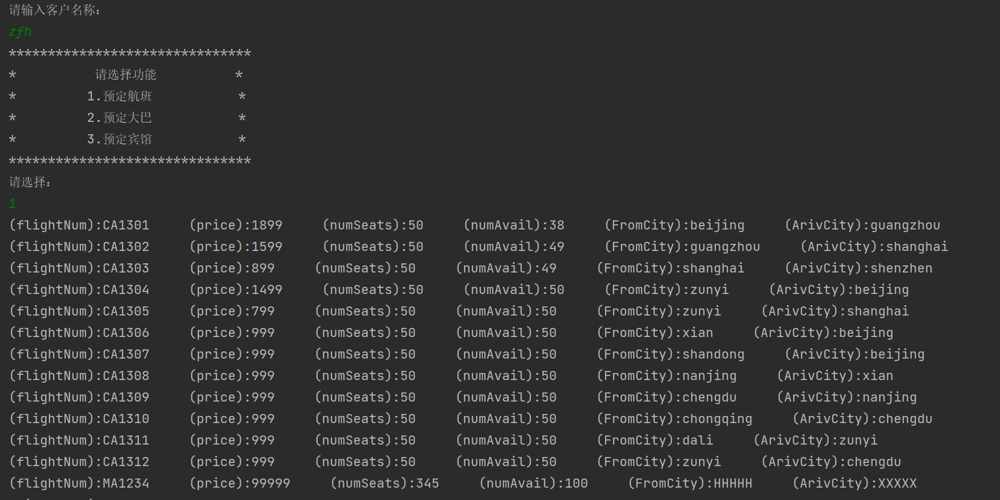 请输入客户名称:
zfh
*******************************
* 请选择功能 *
* 1.预定航班 *
* 2.预定大巴 *
* 3.预定宾馆 *
*******************************
请选择:
1
(flightNum):CA1301 (price):1899 (numSeats):50 (numAvail):38 (FromCity):beijing (ArivCity):guangzhou
(flightNum):CA1302 (price):1599 (numSeats):50 (numAvail):49 (FromCity):guangzhou (ArivCity):shanghai
(flightNum):CA1303 (price):899 (numSeats):50 (numAvail):49 (FromCity):shanghai (ArivCity):shenzhen
(flightNum):CA1304 (price):1499 (numSeats):50 (numAvail):50 (FromCity):zunyi (ArivCity):beijing
(flightNum):CA1305 (price):799 (numSeats):50 (numAvail):50 (FromCity):zunyi (ArivCity):shanghai
(flightNum):CA1306 (price):999 (numSeats):50 (numAvail):50 (FromCity):xian (ArivCity):beijing
(flightNum):CA1307 (price):999 (numSeats):50 (numAvail):50 (FromCity):shandong (ArivCity):beijing
(flightNum):CA1308 (price):999 (numSeats):50 (numAvail):50 (FromCity):nanjing (ArivCity):xian
(flightNum):CA1309 (price):999 (numSeats):50 (numAvail):50 (FromCity):chengdu (ArivCity):nanjing
(flightNum):CA1310 (price):999 (numSeats):50 (numAvail):50 (FromCity):chongqing (ArivCity):chengdu
(flightNum):CA1311 (price):999 (numSeats):50 (numAvail):50 (FromCity):dali (ArivCity):zunyi
(flightNum):CA1312 (price):999 (numSeats):50 (numAvail):50 (FromCity):zunyi (ArivCity):chengdu
(flightNum):MA1234 (price):99999 (numSeats):345 (numAvail):100 (FromCity):HHHHH (ArivCity):XXXXX